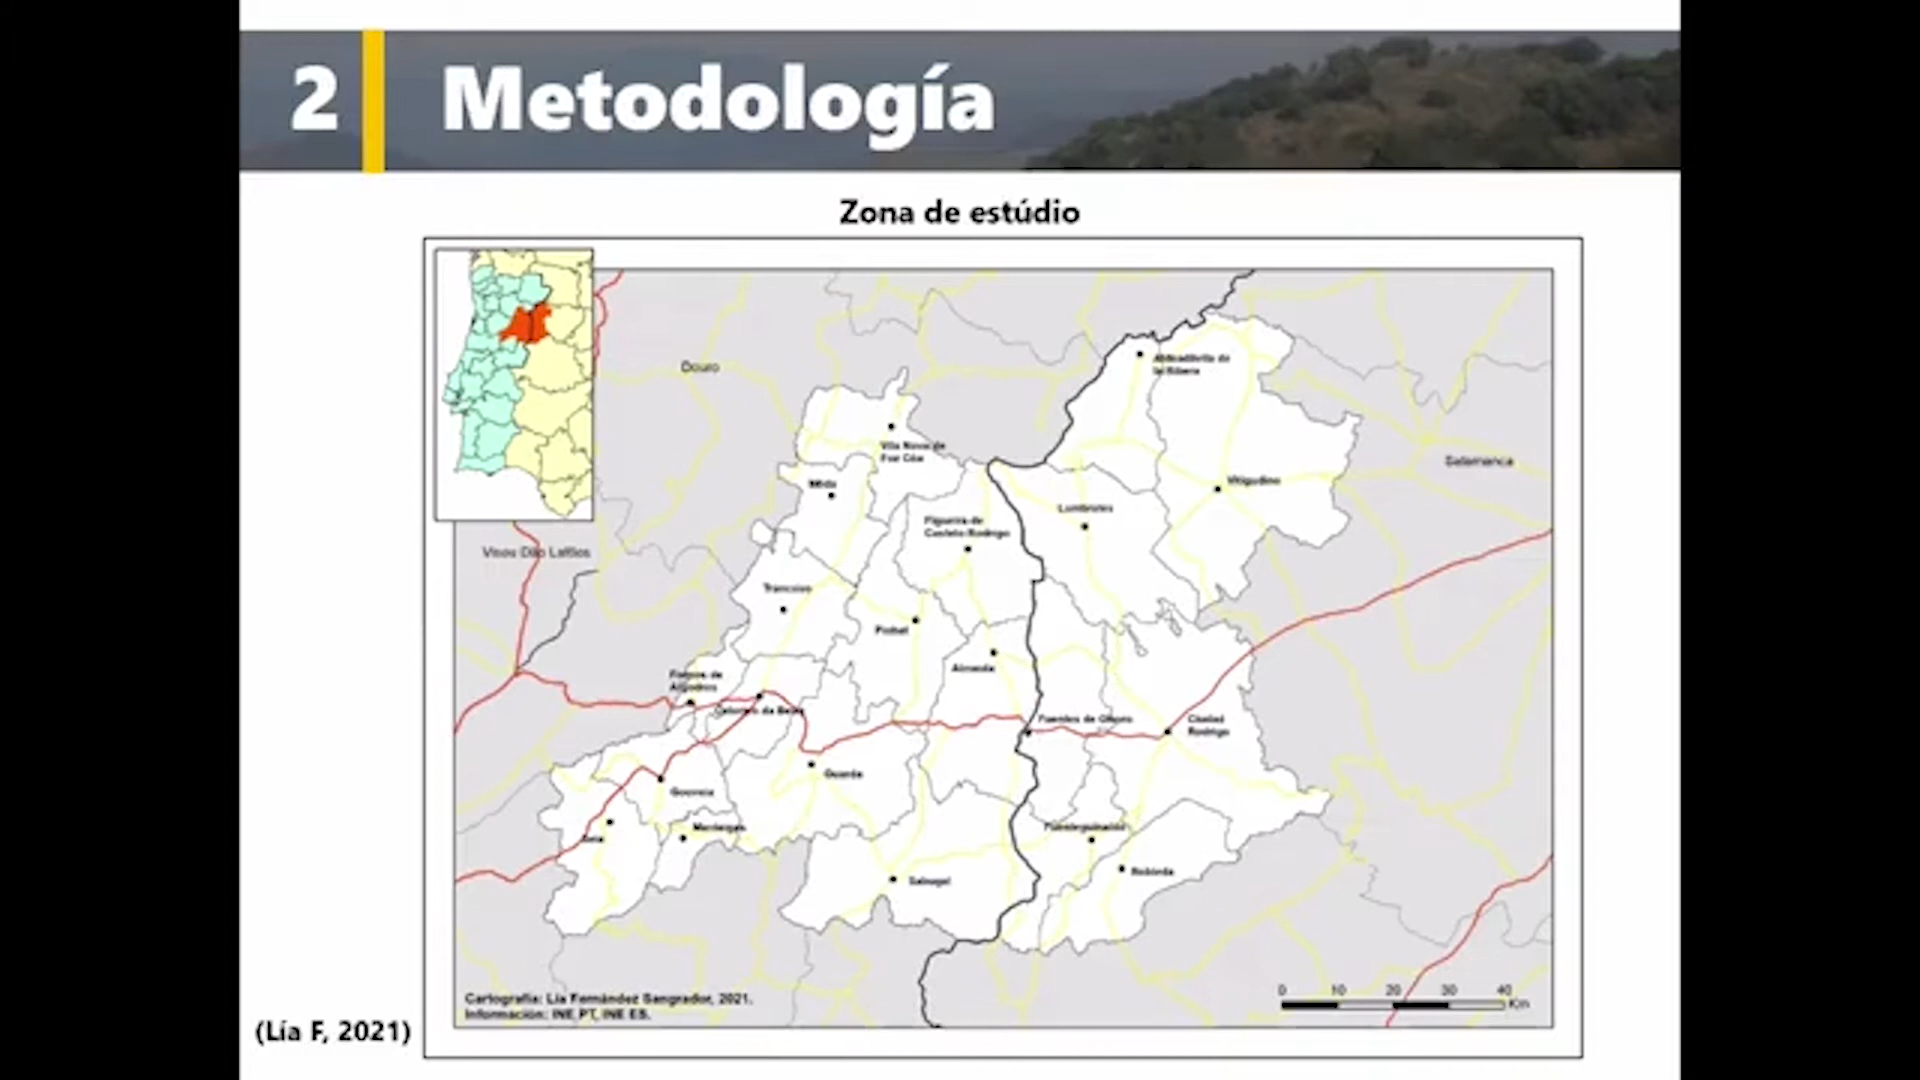 2
Metodología
Zona de estúdio
Douro
Vila Nova de
Foz Côa
Mêda
la Ribera
Salamanca
Vitigudino
Lumbrales
Figueira de
Castelo Rodrigo
Viseu Dão Lafões
Trancoso
Pinhel
Almeida
Fornos de
Algodres
Celorico da Beira
Fuentes de Oñoro
Ciudad
Rodrigo
Guarda
Gouveia
Manteigas
Seia
Fuenteguinaldo
Robleda
Sabugal
0 10 20 30 40
Km
Cartografía: Lía Fernández Sangrador, 2021.
Información: INE PT, INE ES.
(Lía F, 2021)